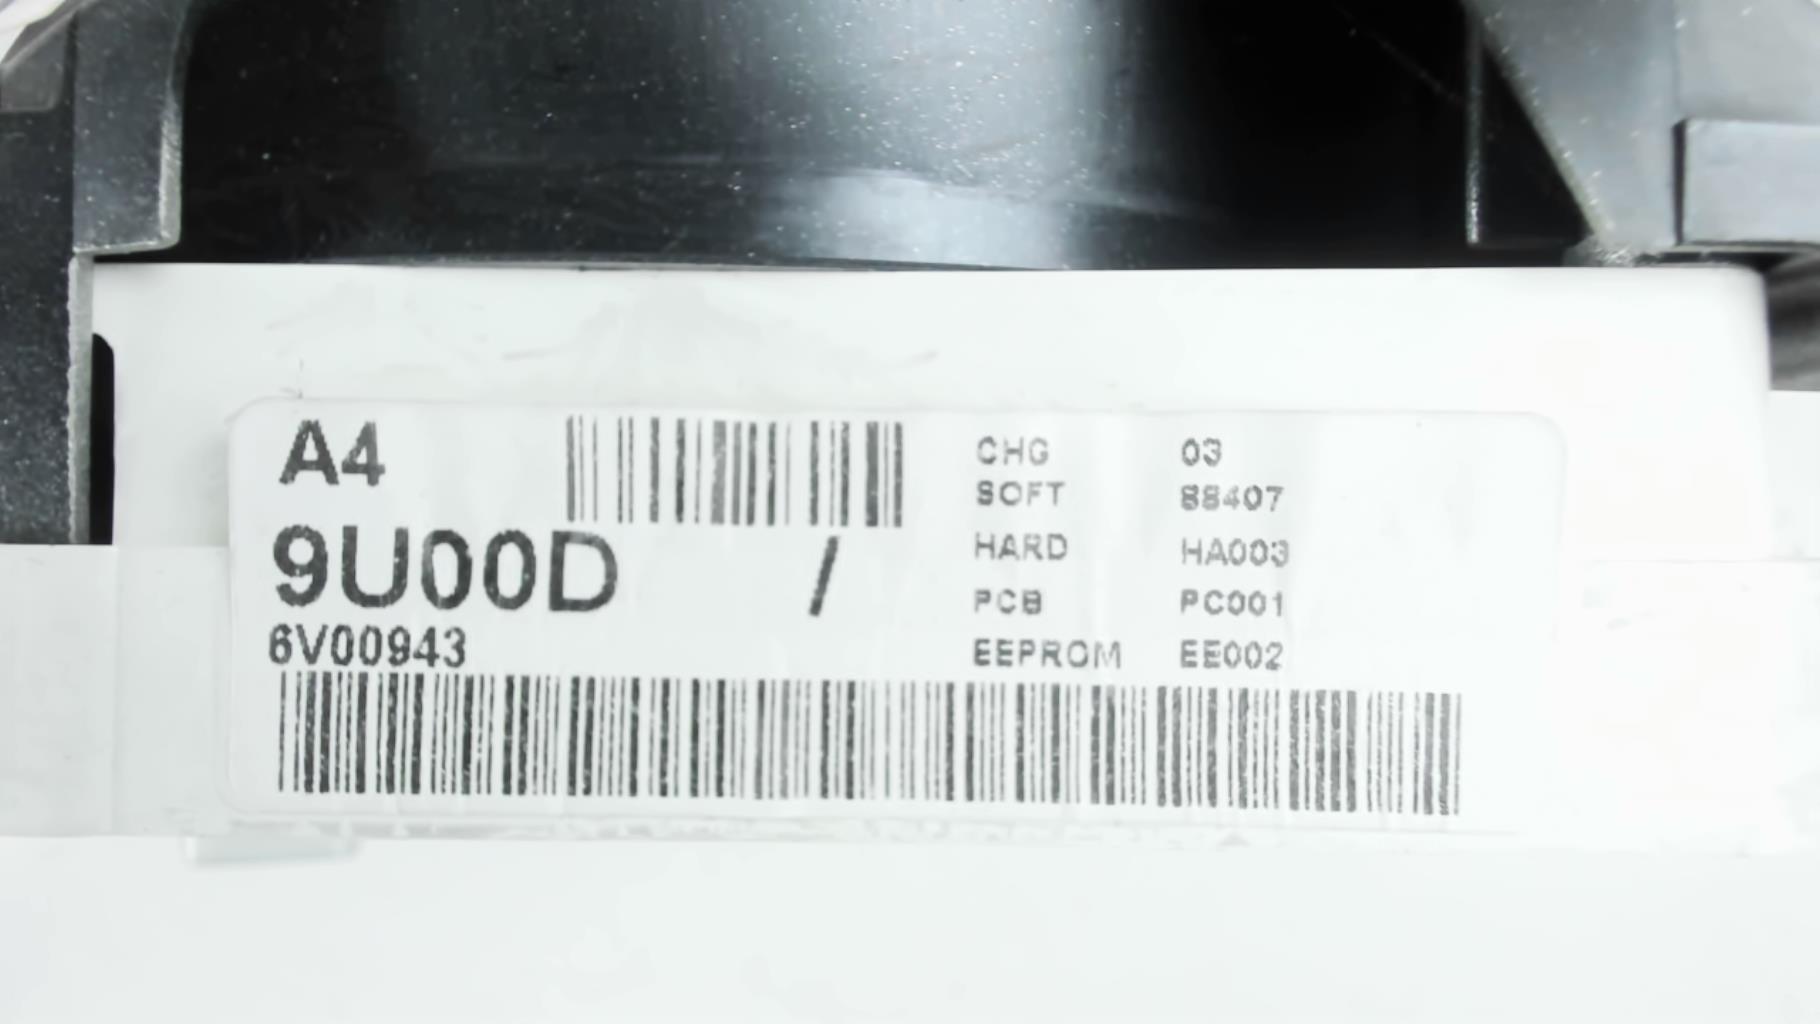 A4
9U00D /
6V00943
CHG 03
SOFT 88407
HARD HA003
PCB PC001
EEPROM EE002